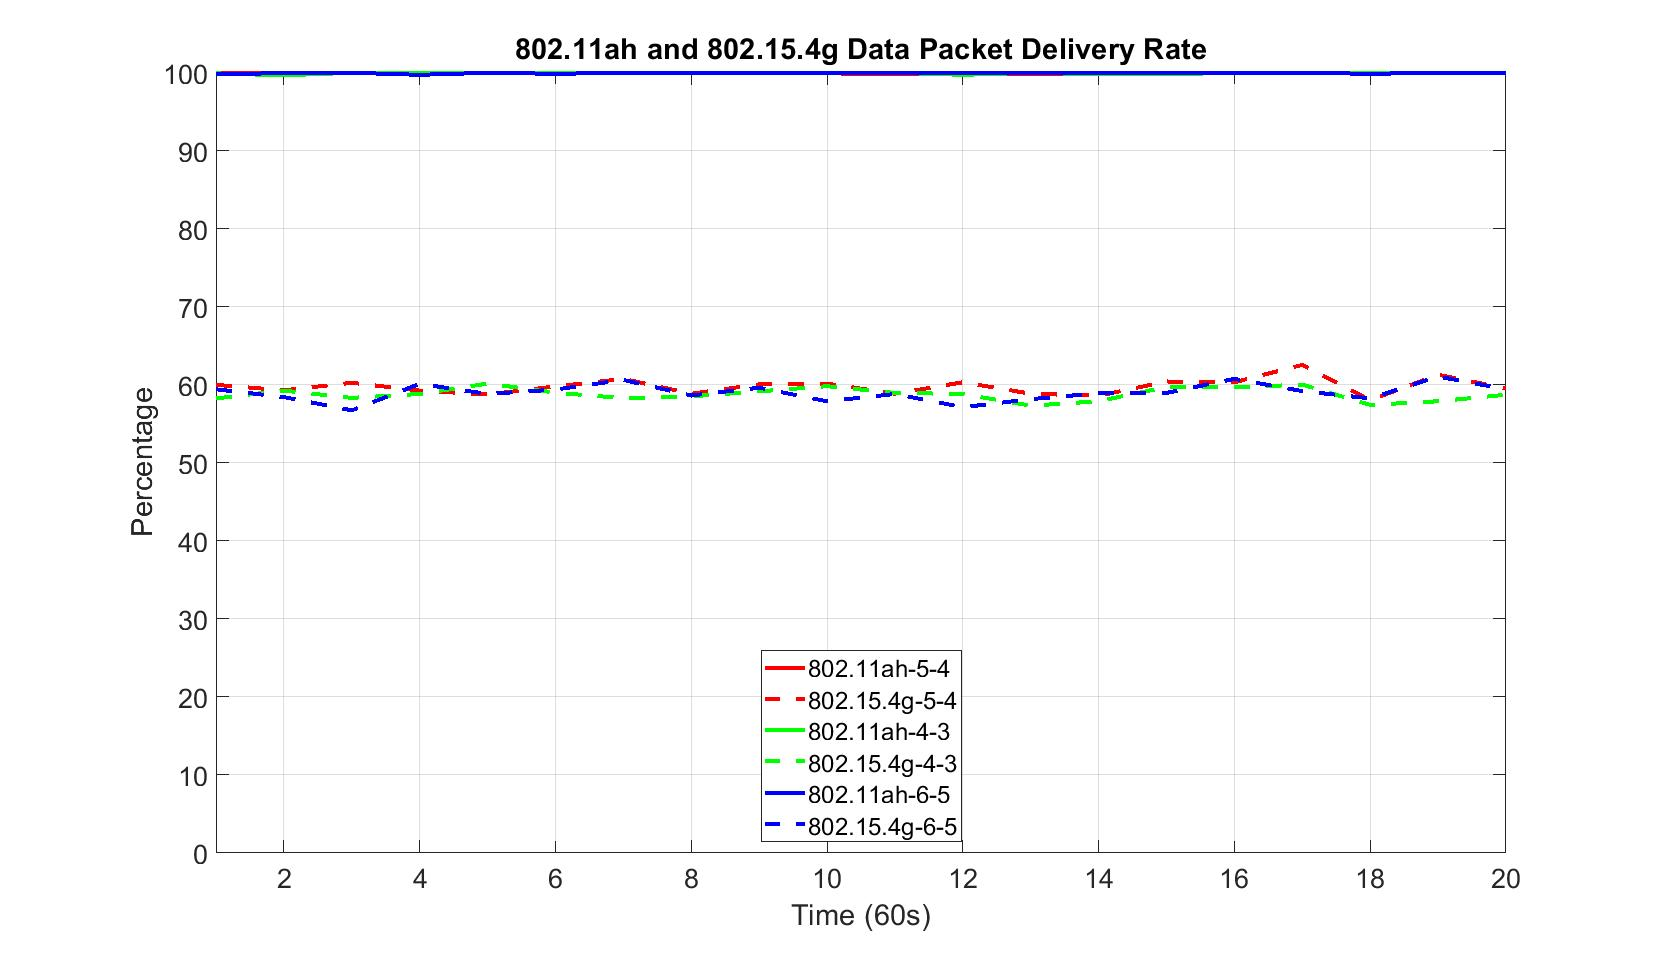 802.11ah and 802.15.4g Data Packet Delivery Rate
100
90
80
70
60
50
40
30
20
10
0
Percentage
802.11ah-5-4
802.15.4g-5-4
802.11ah-4-3
802.15.4g-4-3
802.11ah-6-5
802.15.4g-6-5
2 4 6 8 10 12 14 16 18 20
Time (60s)